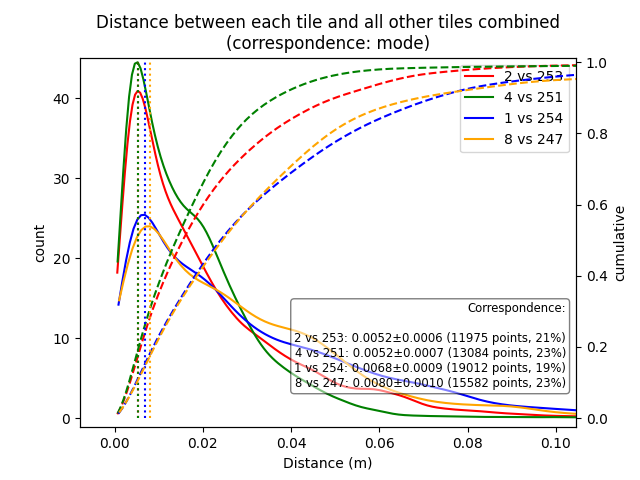 Distance between each tile and all other tiles combined
(correspondence: mode)
count
40
30
20
10
0
2 vs 253
4 vs 251
1 vs 254
8 vs 247
1.0
0.8
0.6
0.4
0.2
0.0
cumulative
Correspondence:
2 vs 253: 0.0052±0.0006 (11975 points, 21%)
4 vs 251: 0.0052±0.0007 (13084 points, 23%)
1 vs 254: 0.0068±0.0009 (19012 points, 19%)
8 vs 247: 0.0080±0.0010 (15582 points, 23%)
0.00 0.02 0.04 0.06 0.08 0.10
Distance (m)